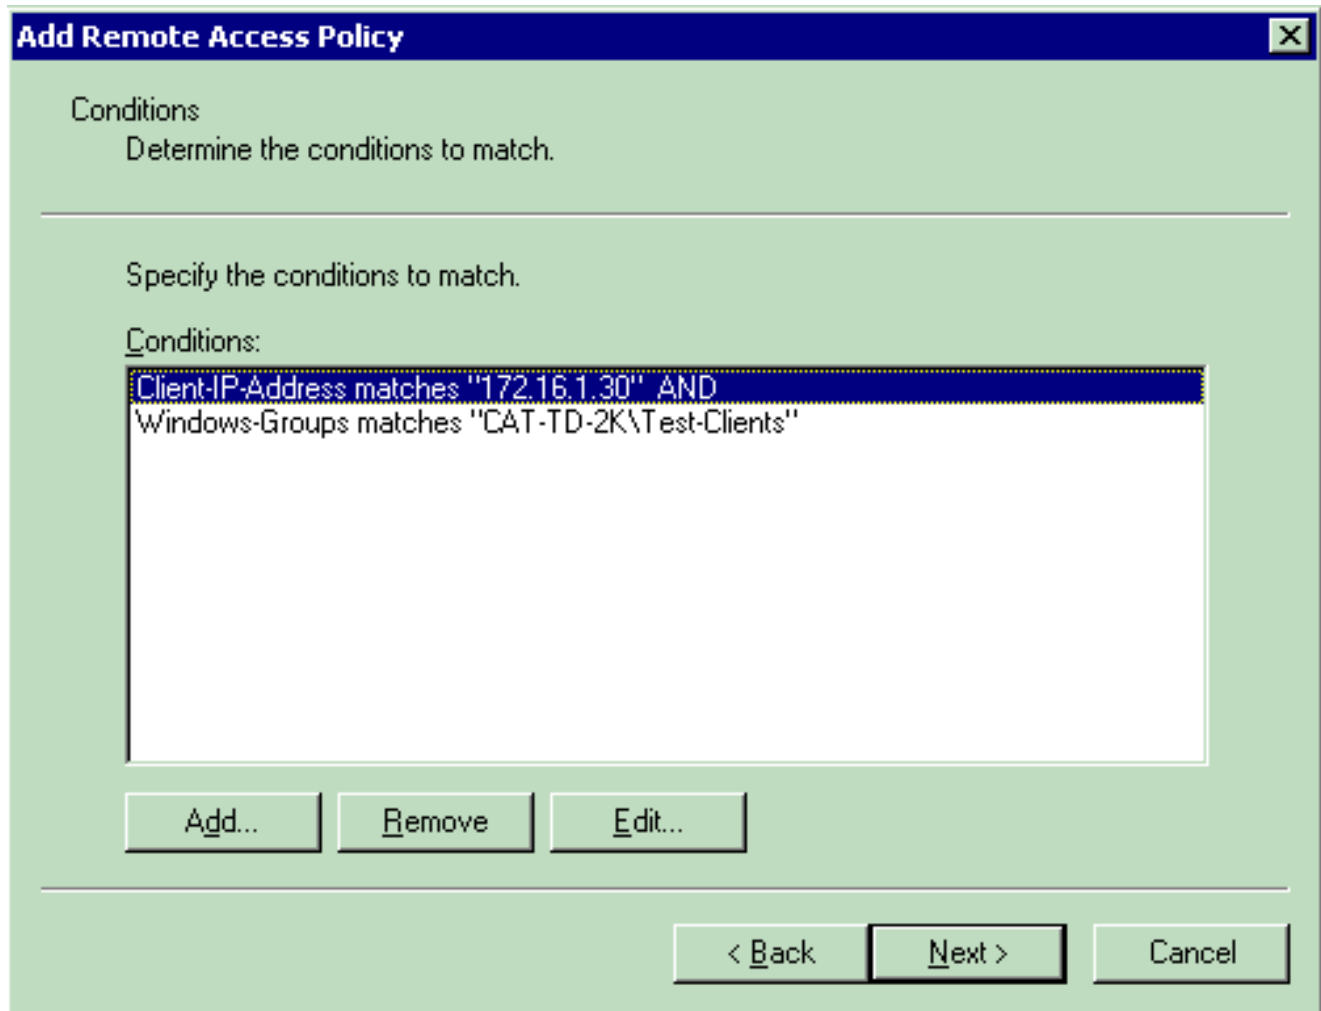 Add Remote Access Policy
Conditions
Determine the conditions to match.
Specify the conditions to match.
Conditions:
Client-IP-Address matches "172.16.1.30" AND
Windows-Groups matches "CAT-TD-2K\Test-Clients"
Add... Remove Edit...
< Back Next > Cancel